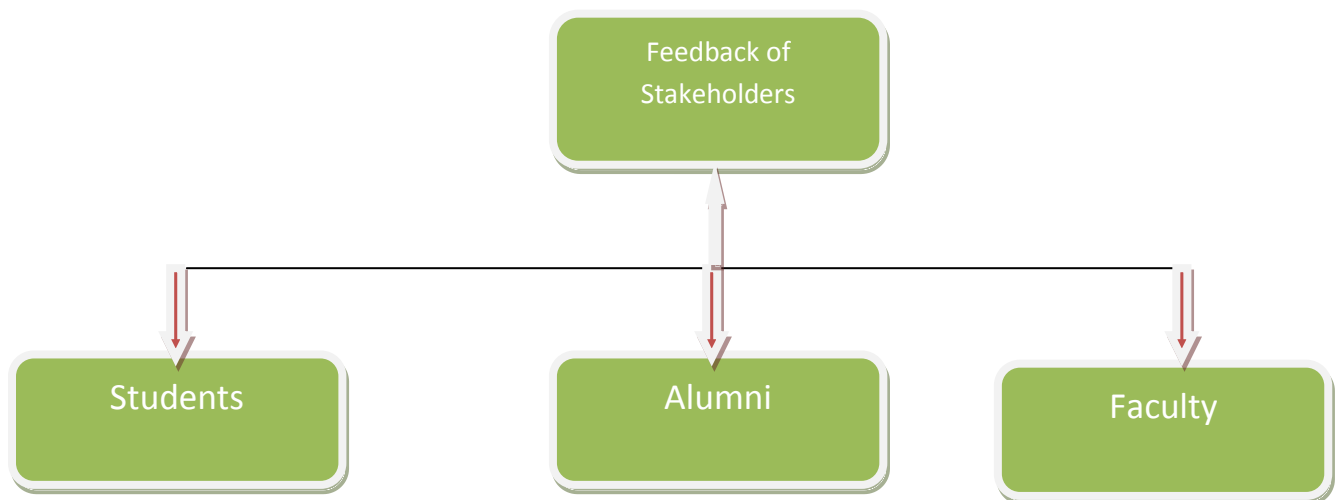 Feedback of
Stakeholders
Students
Alumni
Faculty